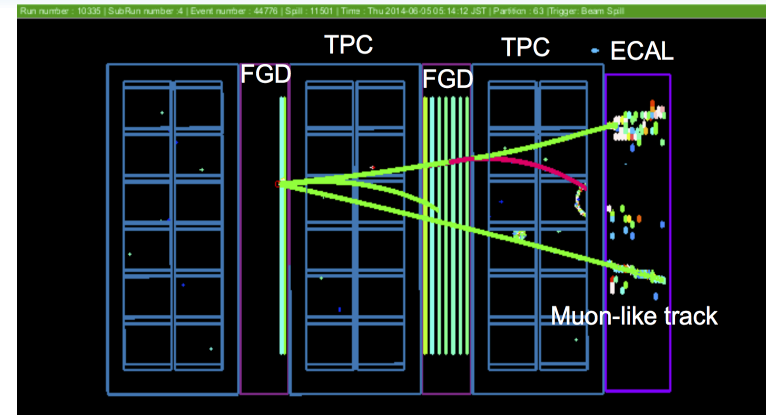 Run number : 10335 | SubRun number :4 | Event number : 44776 | Spill : 11501 | Time : Thu 2014-06-05 05:14:12 JST | Partition : 63 |Trigger: Beam Spill
TPC
TPC
ECAL
FGD
FGD
Muon-like track